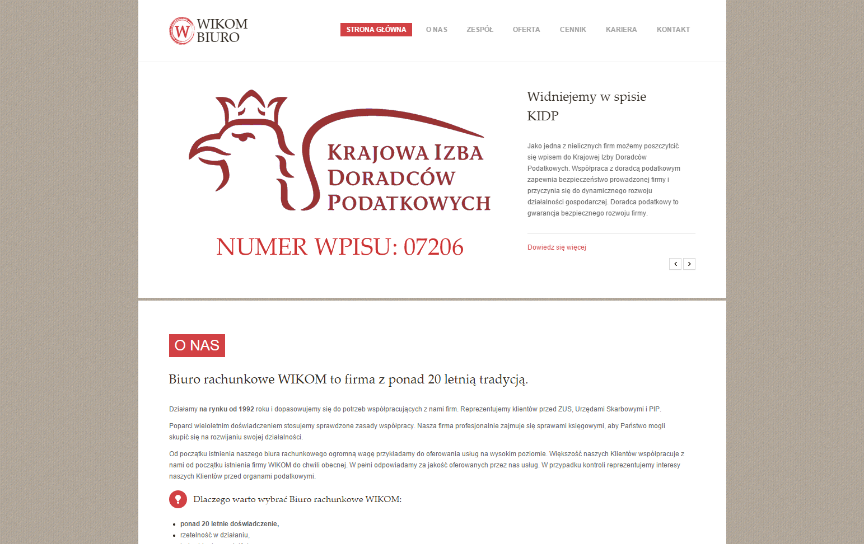 WIKOM
BIURO
STRONA GŁÓWNA O NAS ZESPÓŁ OFERTA CENNIK KARIERA KONTAKT
KRAJOWA IZBA
DORADCÓW
PODATKOWYCH
NUMER WPISU: 07206
Widniejemy w spisie
KIDP
Jako jedna z nielicznych firm możemy poszczycić
się wpisem do Krajowej Izby Doradców
Podatkowych. Współpraca z doradcą podatkowym
zapewnia bezpieczeństwo prowadzonej firmy i
przyczynia się do dynamicznego rozwoju
działalności gospodarczej. Doradca podatkowy to
gwarancja bezpiecznego rozwoju firmy.
Dowiedz się więcej
O NAS
Biuro rachunkowe WIKOM to firma z ponad 20 letnią tradycją.
Działamy na rynku od 1992 roku i dopasowujemy się do potrzeb współpracujących z nami firm. Reprezentujemy klientów przed ZUS, Urzędami Skarbowymi i PIP.
Poparci wieloletnim doświadczeniem stosujemy sprawdzone zasady współpracy. Nasza firma profesjonalnie zajmuje się sprawami księgowymi, aby Państwo mogli
skupić się na rozwijaniu swojej działalności.
Od początku istnienia naszego biura rachunkowego ogromną wagę przykładamy do oferowania usług na wysokim poziomie. Większość naszych Klientów współpracuje z
nami od początku istnienia firmy WIKOM do chwili obecnej. W pełni odpowiadamy za jakość oferowanych przez nas usług. W przypadku kontroli reprezentujemy interesy
naszych Klientów przed organami podatkowymi.
Dlaczego warto wybrać Biuro rachunkowe WIKOM:
ponad 20 letnie doświadczenie,
rzetelność w działaniu,